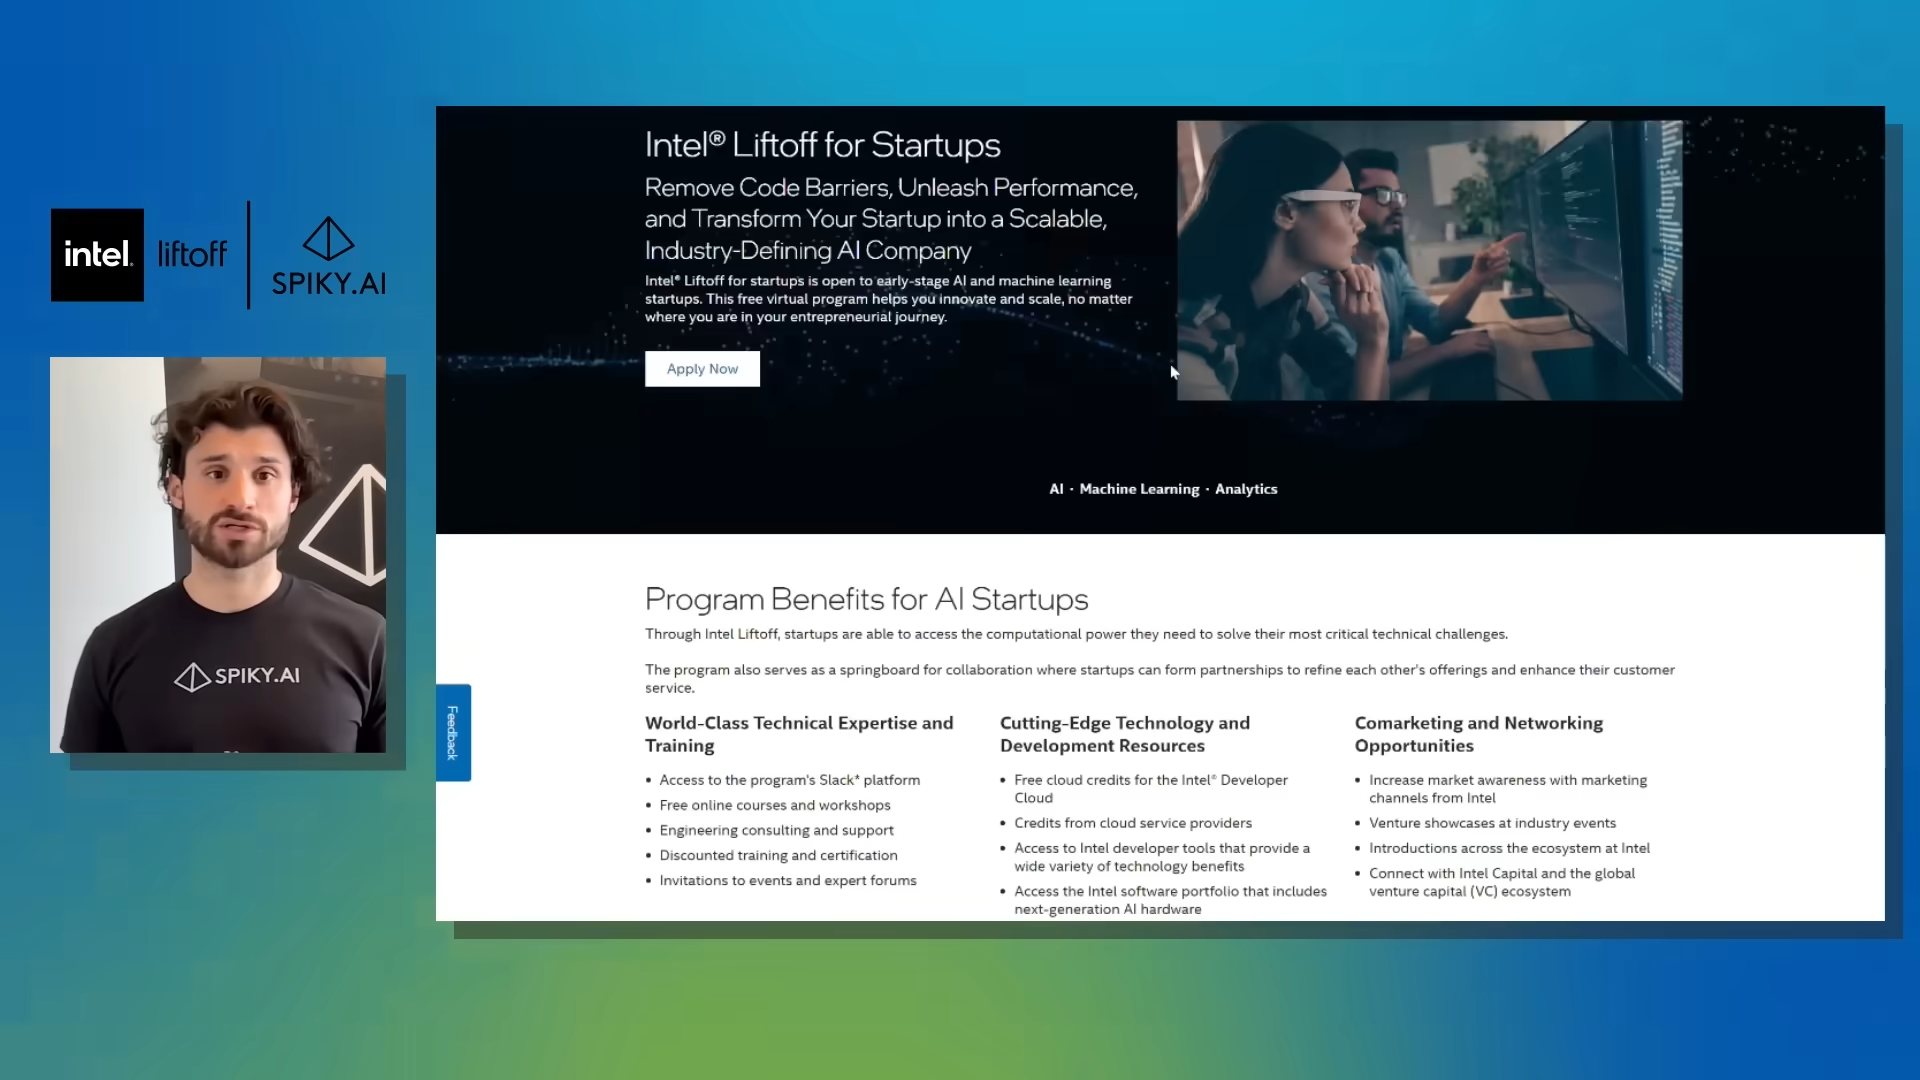 intel. liftoff
SPIKY.AI
SPIKY.AI
Intel® Liftoff for Startups
Remove Code Barriers, Unleash Performance,
and Transform Your Startup into a Scalable,
Industry-Defining AI Company
Intel® Liftoff for startups is open to early-stage AI and machine learning
startups. This free virtual program helps you innovate and scale, no matter
where you are in your entrepreneurial journey.
Apply Now
AI · Machine Learning · Analytics
Program Benefits for AI Startups
Through Intel Liftoff, startups are able to access the computational power they need to solve their most critical technical challenges.
The program also serves as a springboard for collaboration where startups can form partnerships to refine each other's offerings and enhance their customer
service.
Feedback
World-Class Technical Expertise and
Training
• Access to the program's Slack* platform
• Free online courses and workshops
• Engineering consulting and support
• Discounted training and certification
• Invitations to events and expert forums
Cutting-Edge Technology and
Development Resources
• Free cloud credits for the Intel® Developer
Cloud
• Credits from cloud service providers
• Access to Intel developer tools that provide a
wide variety of technology benefits
• Access the Intel software portfolio that includes
next-generation AI hardware
Comarketing and Networking
Opportunities
• Increase market awareness with marketing
channels from Intel
• Venture showcases at industry events
• Introductions across the ecosystem at Intel
• Connect with Intel Capital and the global
venture capital (VC) ecosystem